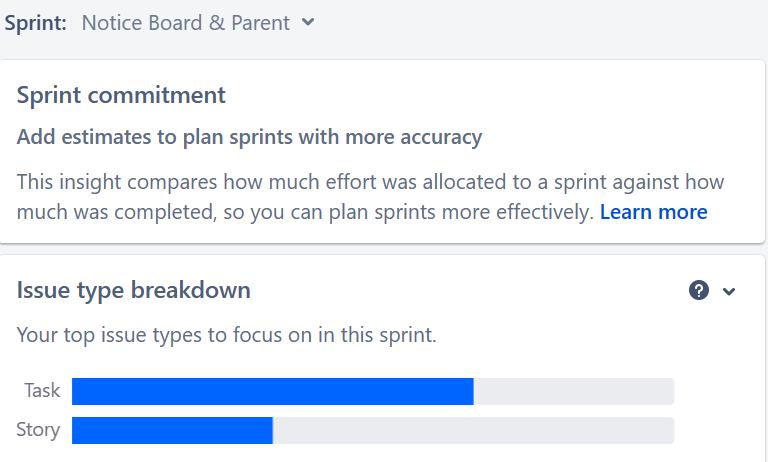 Sprint: Notice Board & Parent
Sprint commitment
Add estimates to plan sprints with more accuracy
This insight compares how much effort was allocated to a sprint against how
much was completed, so you can plan sprints more effectively. Learn more
Issue type breakdown
?
Your top issue types to focus on in this sprint.
Task
Story